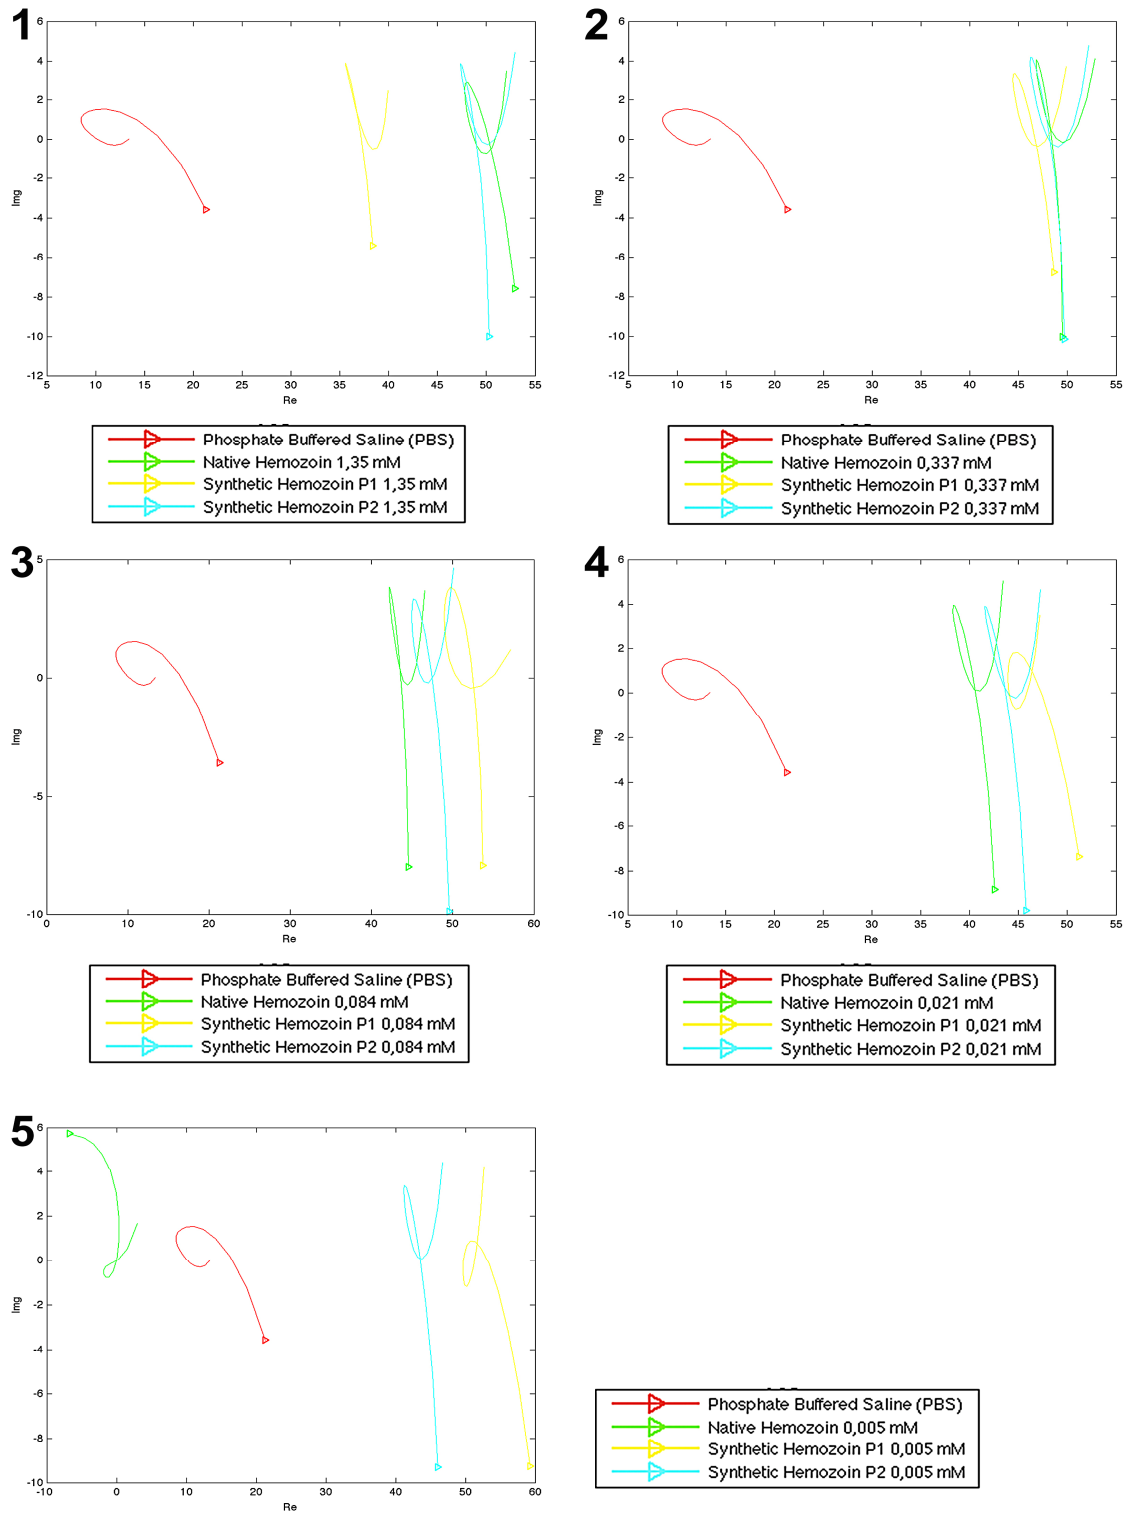 1
2
6
4
2
0
-2
-4
-6
-8
-10
-12
Img
5 10 15 20 25 30 35 40 45 50 55
Re
6
4
2
0
-2
-4
-6
-8
-10
-12
Img
5 10 15 20 25 30 35 40 45 50 55
Re
Phosphate Buffered Saline (PBS)
Native Hemozoin 1,35 mM
Synthetic Hemozoin P1 1,35 mM
Synthetic Hemozoin P2 1,35 mM
Phosphate Buffered Saline (PBS)
Native Hemozoin 0,337 mM
Synthetic Hemozoin P1 0,337 mM
Synthetic Hemozoin P2 0,337 mM
3
4
5
0
-5
-10
Img
0 10 20 30 40 50 60
Re
6
4
2
0
-2
-4
-6
-8
-10
Img
5 10 15 20 25 30 35 40 45 50 55
Re
Phosphate Buffered Saline (PBS)
Native Hemozoin 0,084 mM
Synthetic Hemozoin P1 0,084 mM
Synthetic Hemozoin P2 0,084 mM
Phosphate Buffered Saline (PBS)
Native Hemozoin 0,021 mM
Synthetic Hemozoin P1 0,021 mM
Synthetic Hemozoin P2 0,021 mM
5
6
4
2
0
-2
-4
-6
-8
-10
Img
-10 0 10 20 30 40 50 60
Re
Phosphate Buffered Saline (PBS)
Native Hemozoin 0,005 mM
Synthetic Hemozoin P1 0,005 mM
Synthetic Hemozoin P2 0,005 mM